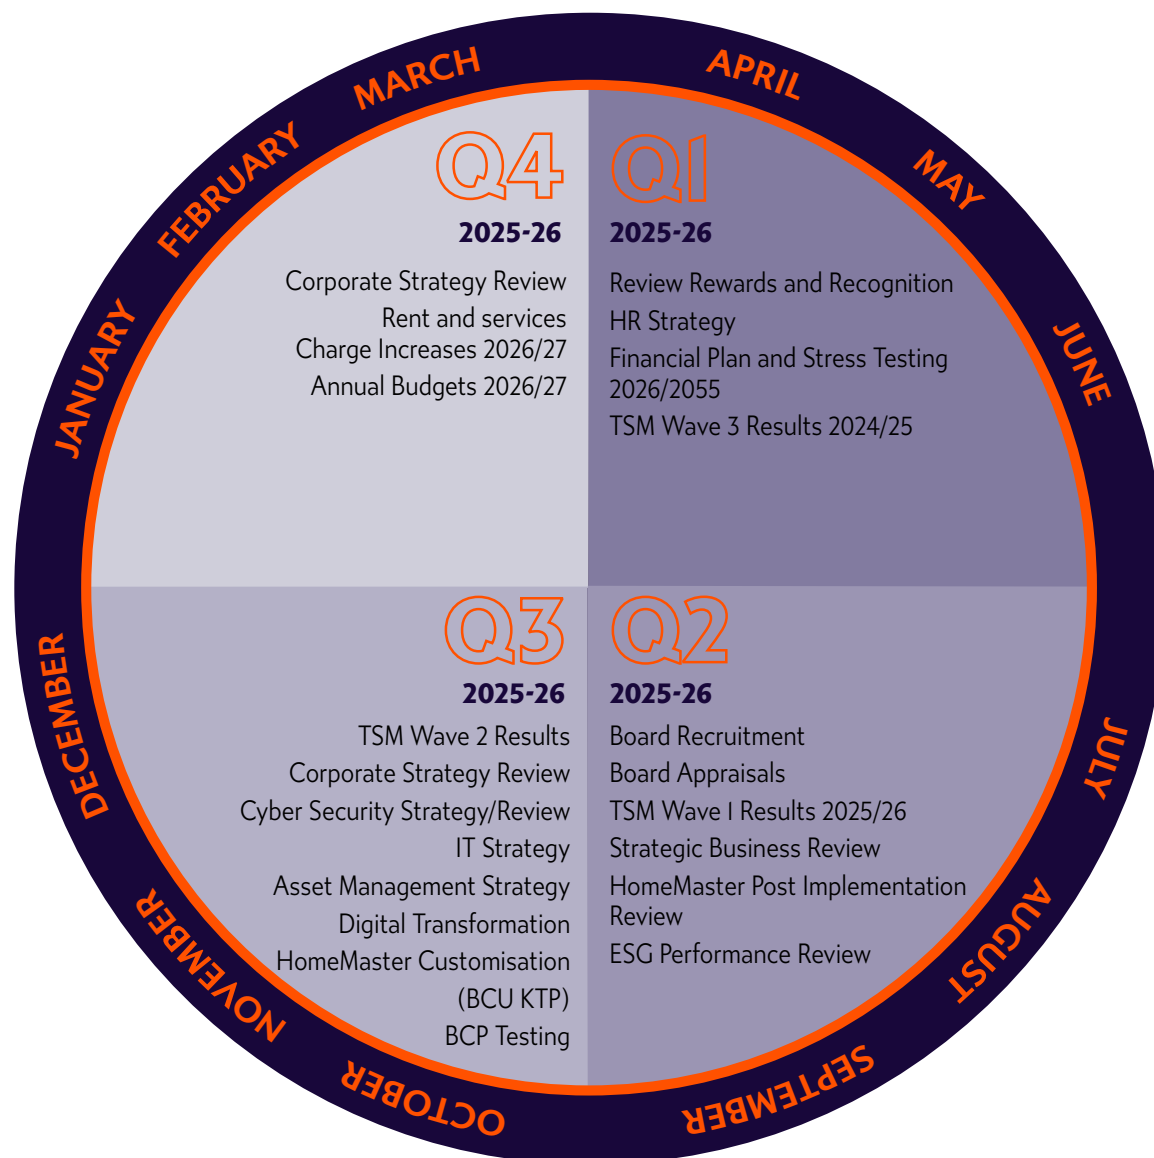 APRIL
MAY
JUNE
JULY
AUGUST
SEPTEMBER
OCTOBER
NOVEMBER
DECEMBER
JANUARY
FEBRUARY
MARCH
Q1
2025-26
Review Rewards and Recognition
HR Strategy
Financial Plan and Stress Testing
2026/2055
TSM Wave 3 Results 2024/25
Q2
2025-26
Board Recruitment
Board Appraisals
TSM Wave 1 Results 2025/26
Strategic Business Review
HomeMaster Post Implementation
Review
ESG Performance Review
Q3
2025-26
TSM Wave 2 Results
Corporate Strategy Review
Cyber Security Strategy/Review
IT Strategy
Asset Management Strategy
Digital Transformation
HomeMaster Customisation
(BCU KTP)
BCP Testing
Q4
2025-26
Corporate Strategy Review
Rent and services
Charge Increases 2026/27
Annual Budgets 2026/27